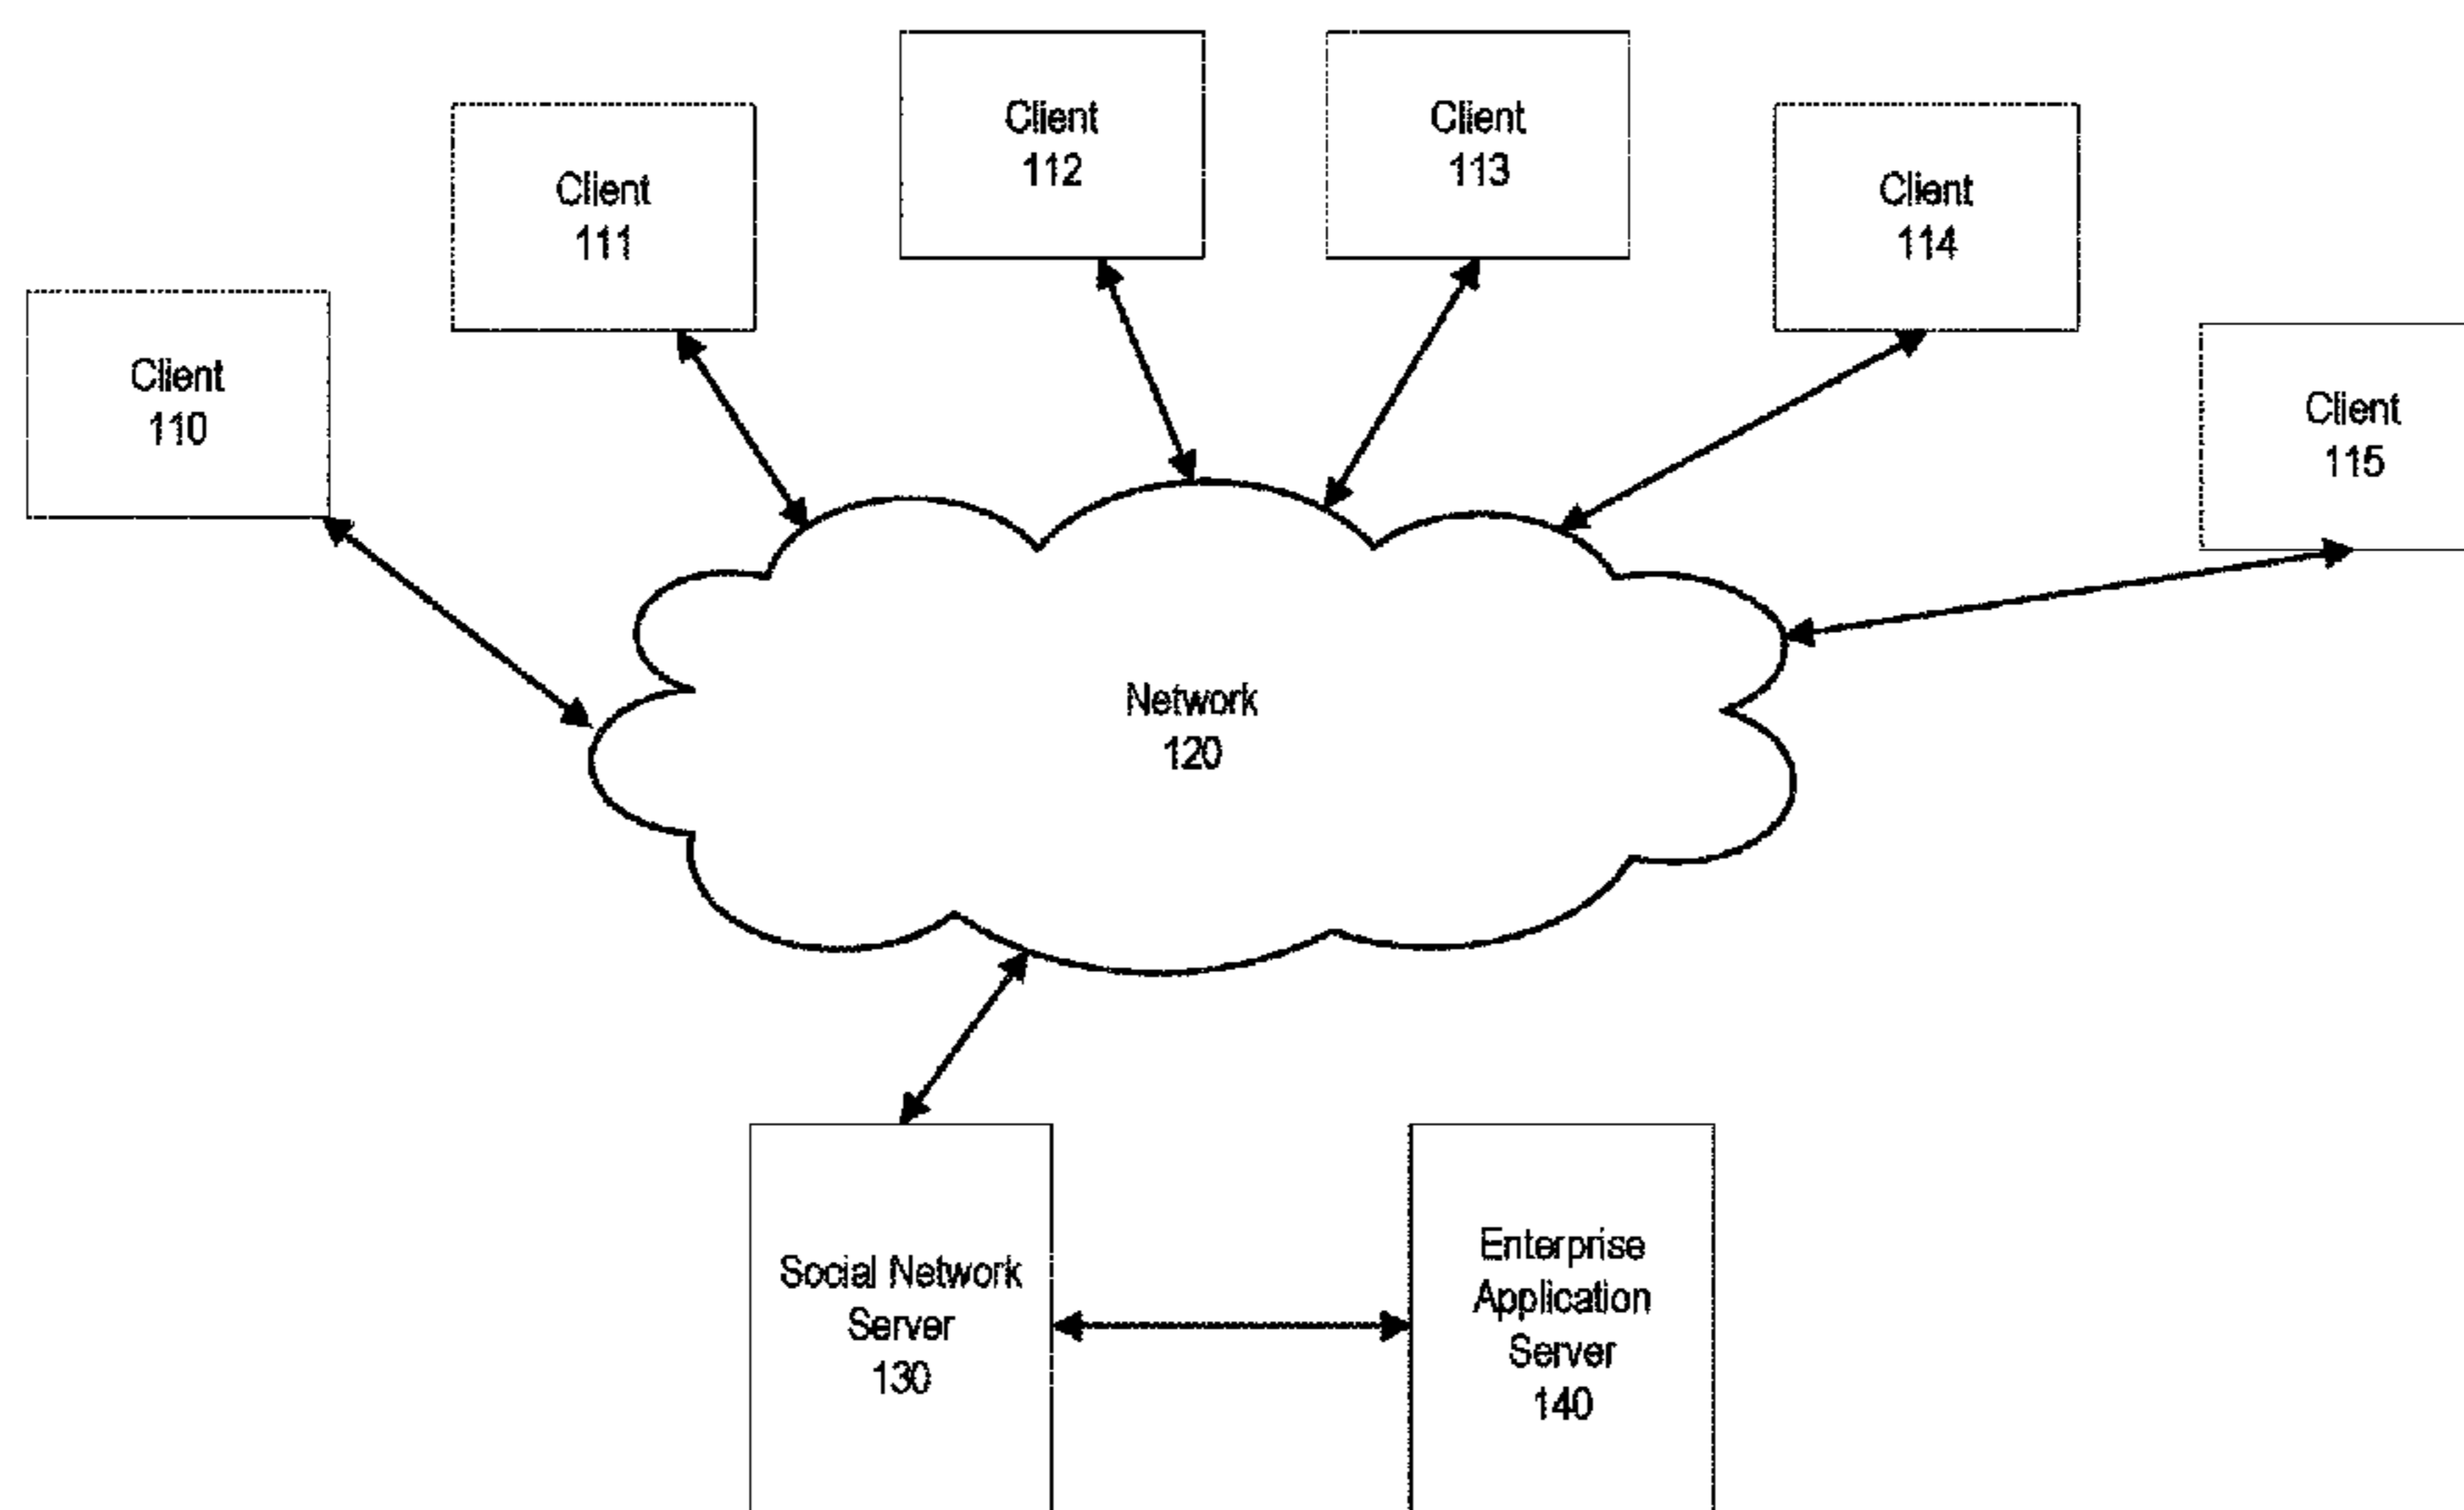 Client
112
Client
113
Client
111
Client
114
Client
110
Client
115
Network
120
Social Network
Server
130
Enterprise
Application
Server
140